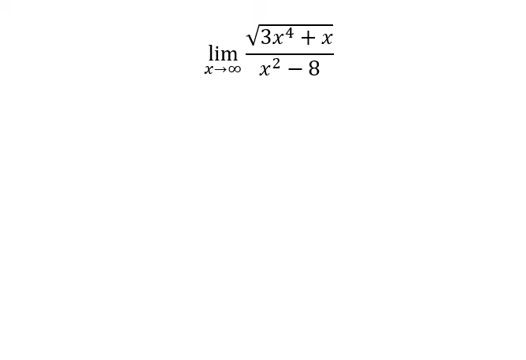 lim x→∞ √(3x⁴ + x) / (x² − 8)